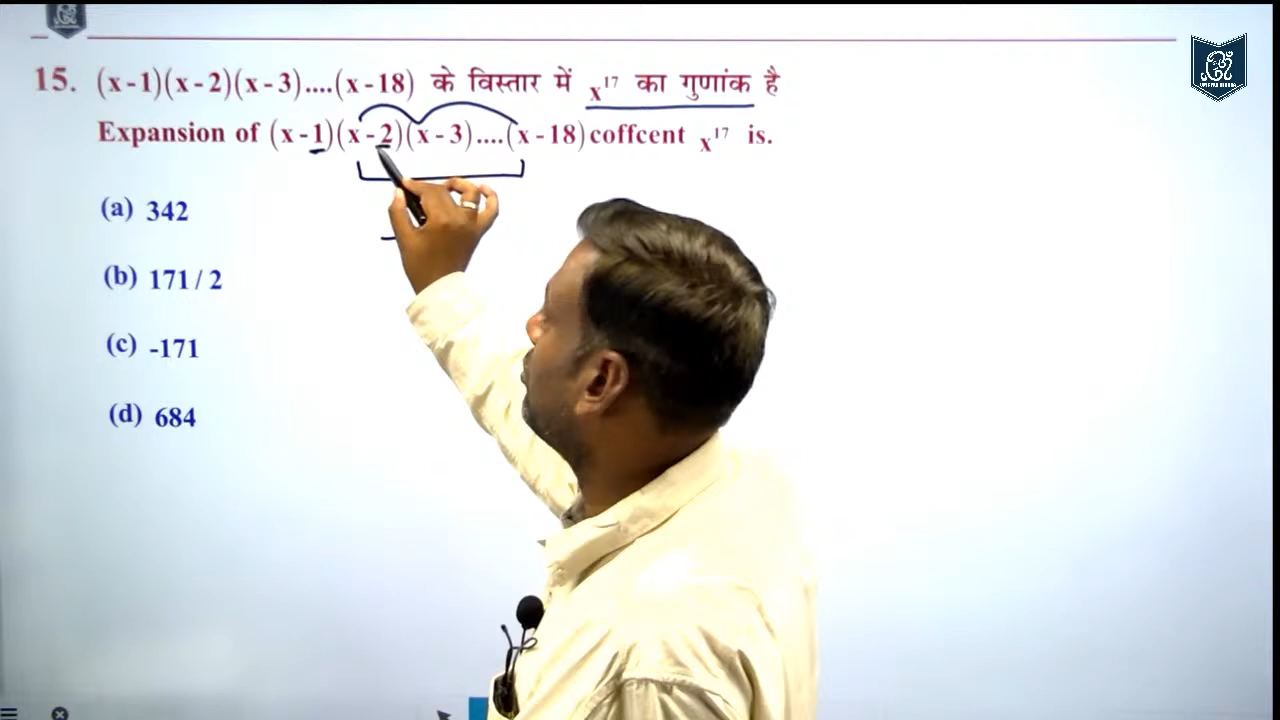 15. (x-1)(x-2)(x-3)....(x-18) के विस्तार में x¹⁷ का गुणांक है
Expansion of (x-1)(x-2)(x-3)....(x-18) coffcent x¹⁷ is.
(a) 342
(b) 171/2
(c) -171
(d) 684